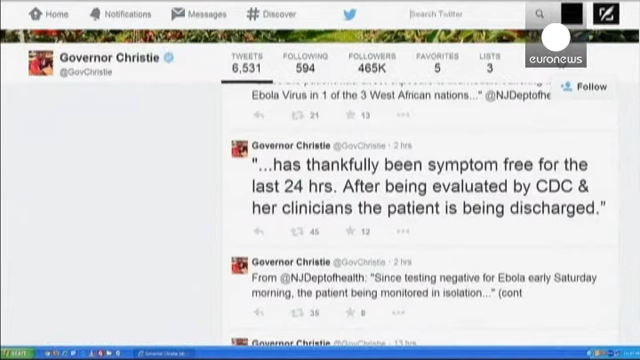 Home Notifications Messages # Discover Search Twitter
euronews
Governor Christie
@GovChristie
TWEETS FOLLOWING FOLLOWERS FAVORITES LISTS
6,531 594 465K 5 3
Follow
Ebola Virus in 1 of the 3 West African nations..." @NJDeptofhe
21 13
Governor Christie @GovChristie · 2 hrs
"...has thankfully been symptom free for the
last 24 hrs. After being evaluated by CDC &
her clinicians the patient is being discharged."
45 12
Governor Christie @GovChristie · 2 hrs
From @NJDeptofhealth: "Since testing negative for Ebola early Saturday
morning, the patient being monitored in isolation..." (cont
35 8
Governor Christie @GovChristie · 13 hrs
start